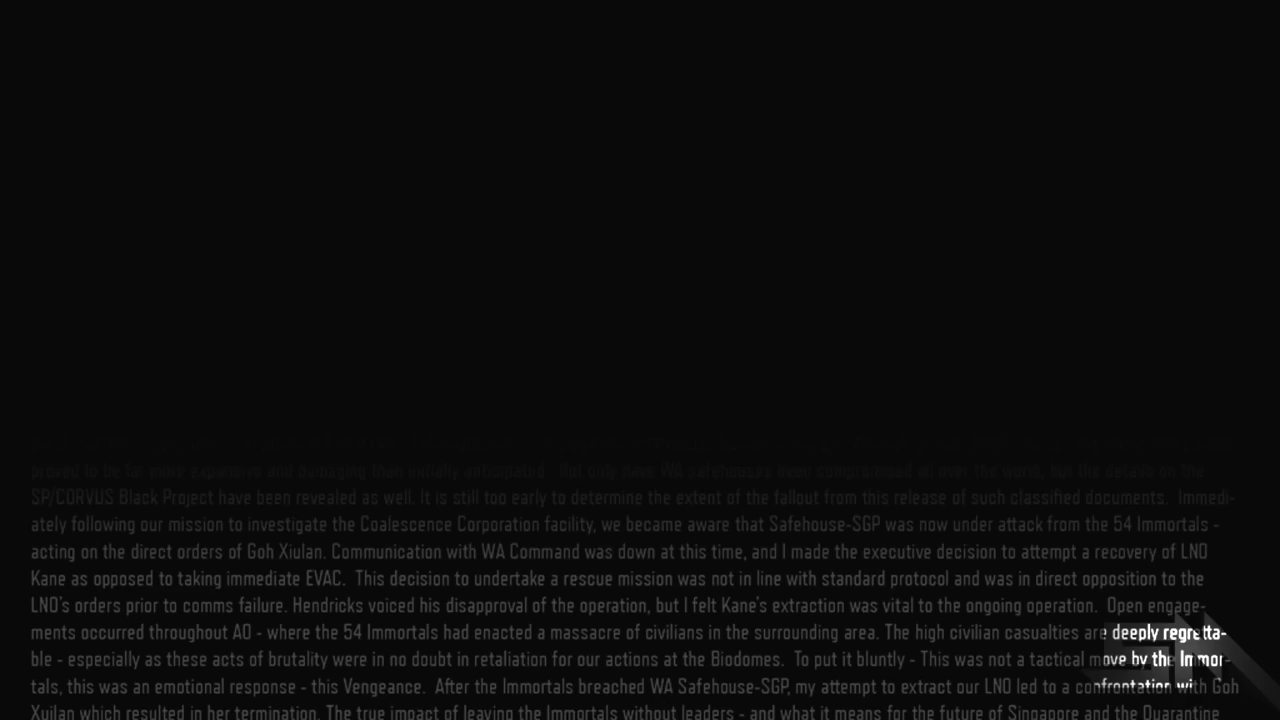 proved to be far more expansive and damaging than initially anticipated. Not only have WA safehouses been compromised all over the world, but the details on the
SP/CORVUS Black Project have been revealed as well. It is still too early to determine the extent of the fallout from this release of such classified documents. Immedi-
ately following our mission to investigate the Coalescence Corporation facility, we became aware that Safehouse-SGP was now under attack from the 54 Immortals -
acting on the direct orders of Goh Xiulan. Communication with WA Command was down at this time, and I made the executive decision to attempt a recovery of LNO
Kane as opposed to taking immediate EVAC. This decision to undertake a rescue mission was not in line with standard protocol and was in direct opposition to the
LNO's orders prior to comms failure. Hendricks voiced his disapproval of the operation, but I felt Kane's extraction was vital to the ongoing operation. Open engage-
ments occurred throughout AO - where the 54 Immortals had enacted a massacre of civilians in the surrounding area. The high civilian casualties are deeply regretta-
ble - especially as these acts of brutality were in no doubt in retaliation for our actions at the Biodomes. To put it bluntly - This was not a tactical move by the Immor-
tals, this was an emotional response - this Vengeance. After the Immortals breached WA Safehouse-SGP, my attempt to extract our LNO led to a confrontation with Goh
Xuilan which resulted in her termination. The true impact of leaving the Immortals without leaders - and what it means for the future of Singapore and the Quarantine